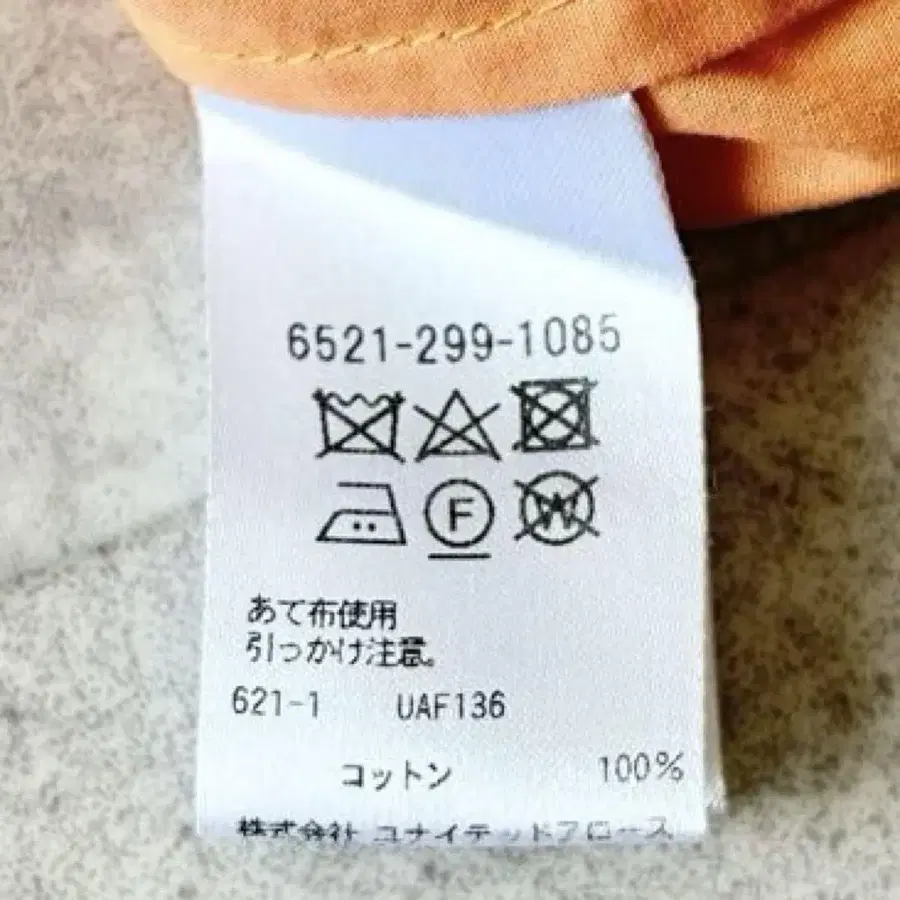 6521-299-1085
F W
あて布使用
引っかけ注意。
621-1 UAF136
コットン 100%
株式会社 ユナイテッドアローズ